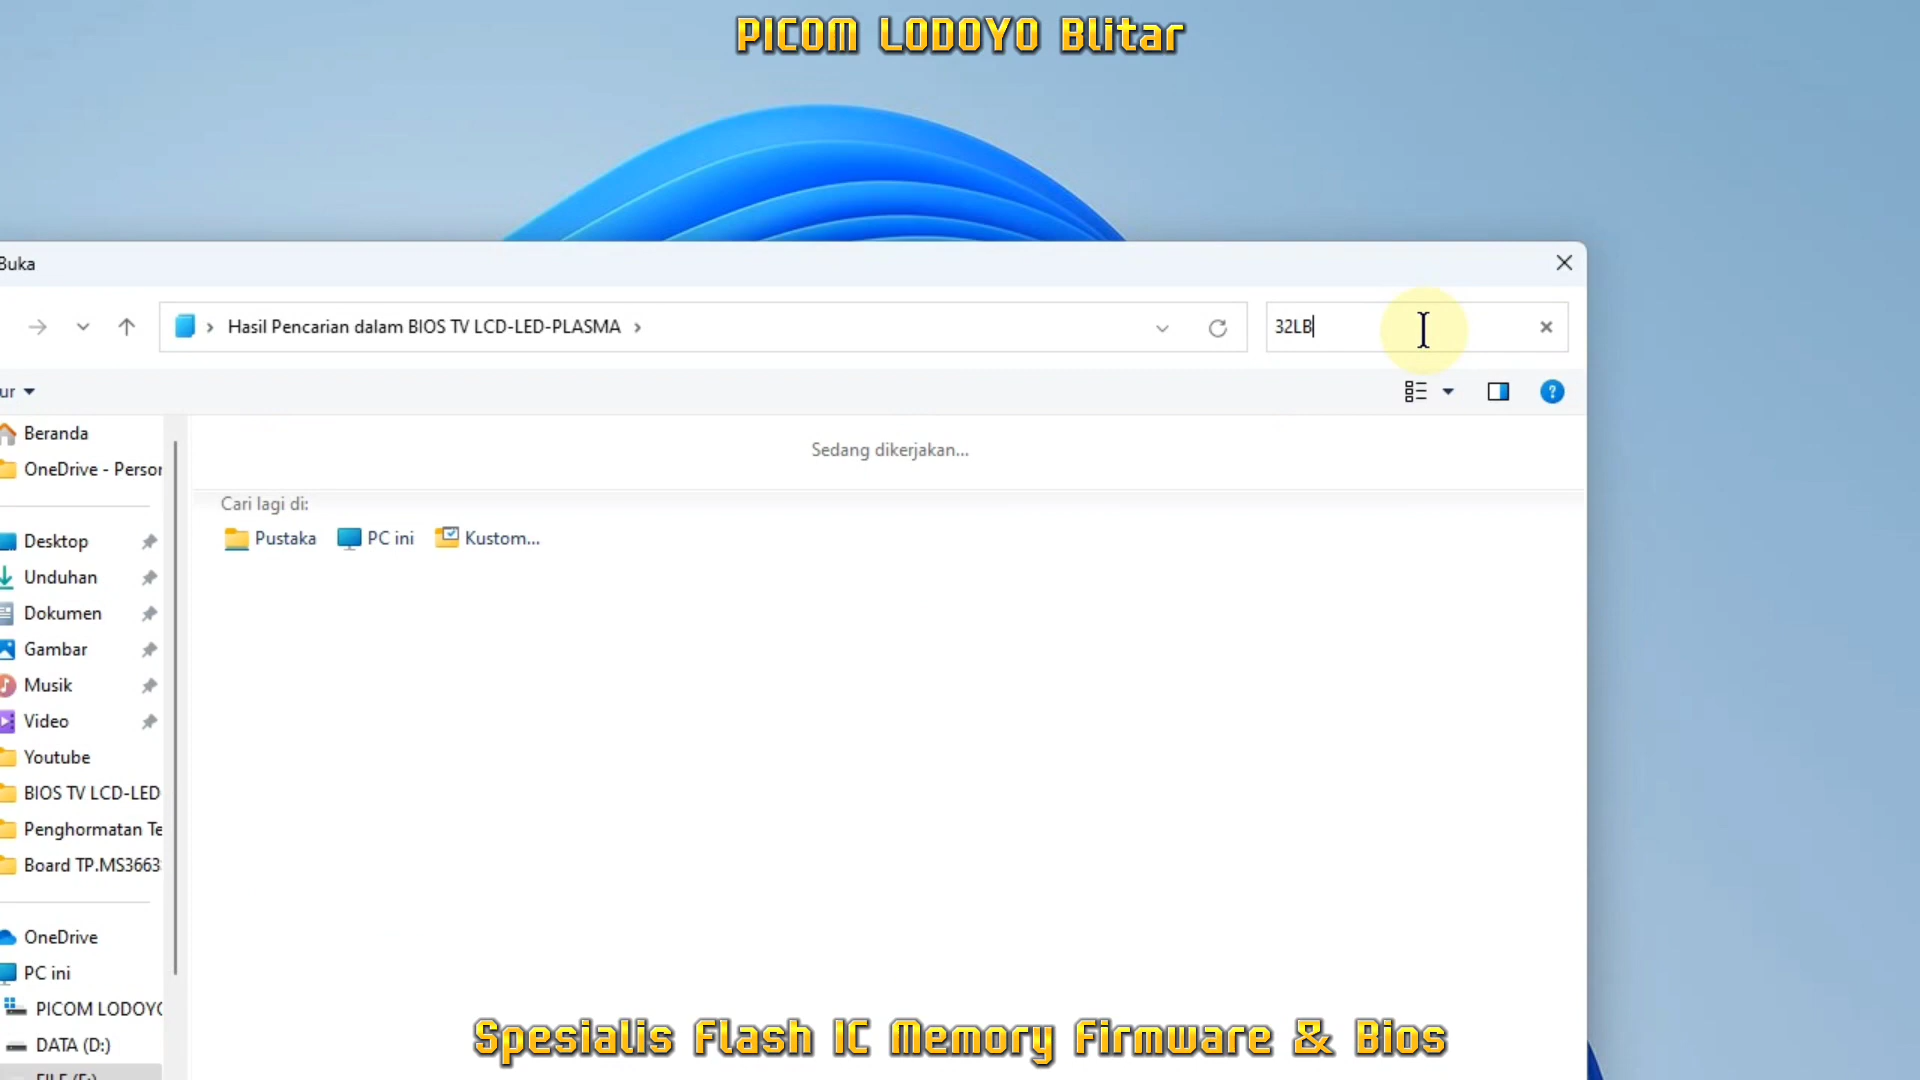 PICOM LODOYO Blitar
Buka
Hasil Pencarian dalam BIOS TV LCD-LED-PLASMA
32LB
ur
Sedang dikerjakan...
Cari lagi di:
Pustaka PC ini Kustom...
Beranda
OneDrive - Person
Desktop
Unduhan
Dokumen
Gambar
Musik
Video
Youtube
BIOS TV LCD-LED
Penghormatan Te
Board TP.MS3663
OneDrive
PC ini
PICOM LODOYO
DATA (D:)
FILE (E:)
Spesialis Flash IC Memory Firmware & Bios